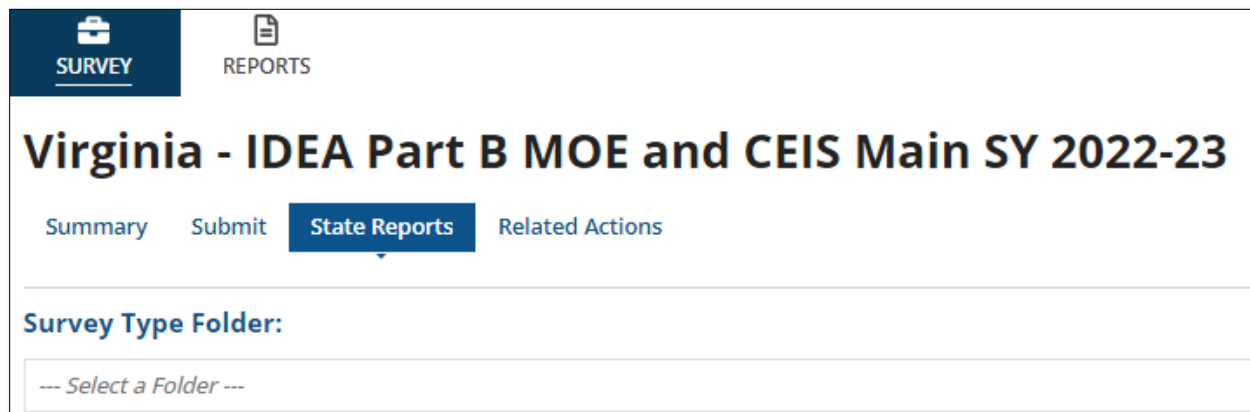 SURVEY REPORTS
Virginia - IDEA Part B MOE and CEIS Main SY 2022-23
Summary Submit State Reports Related Actions
Survey Type Folder:
--- Select a Folder ---